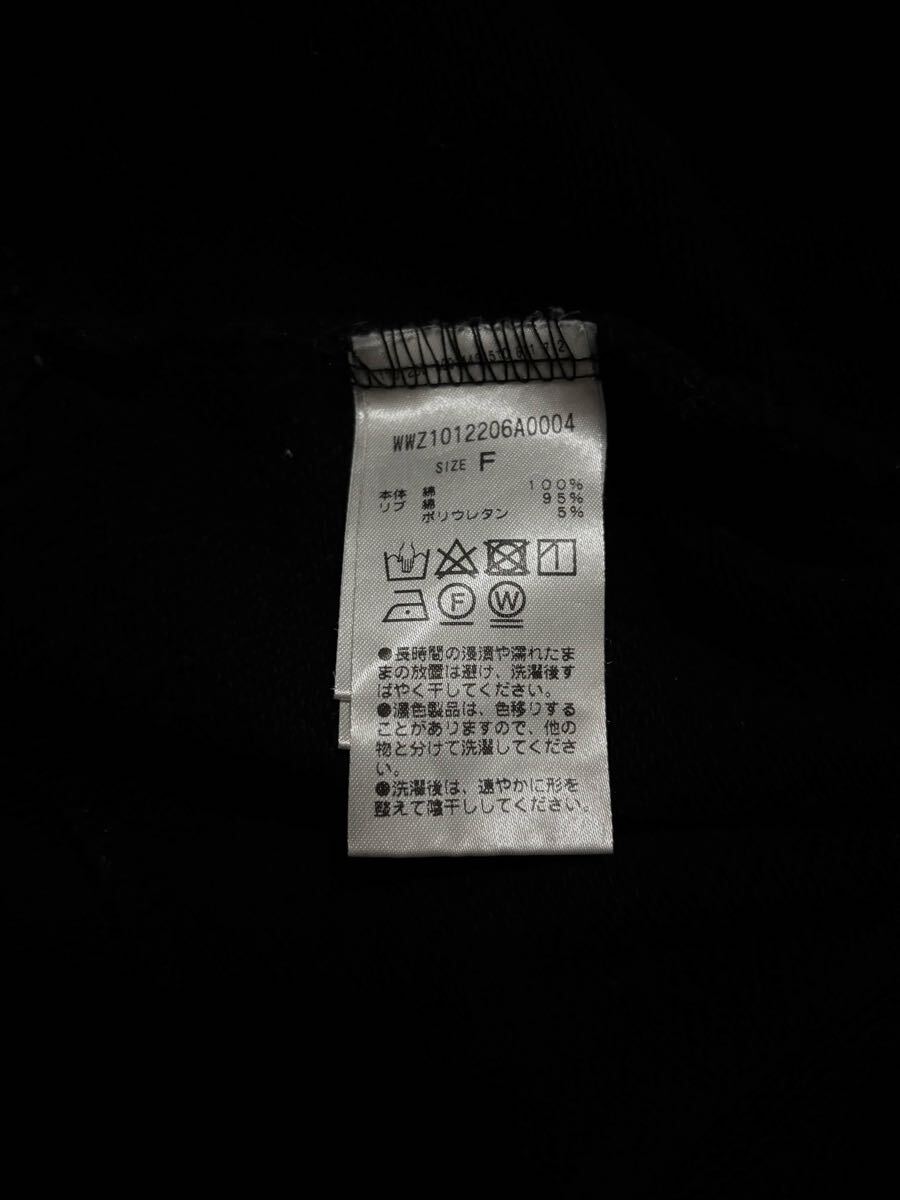 WWZ1012206A0004
SIZE F
本体 綿 100%
リブ 綿 95%
ポリウレタン 5%
1
F W
●長時間の浸漬や濡れたま
まの放置は避け、洗濯後す
はやく干してください。
●濃色製品は、色移りする
ことがありますので、他の
物と分けて洗濯してくださ
い。
●洗濯後は、速やかに形を
整えて陰干ししてください。